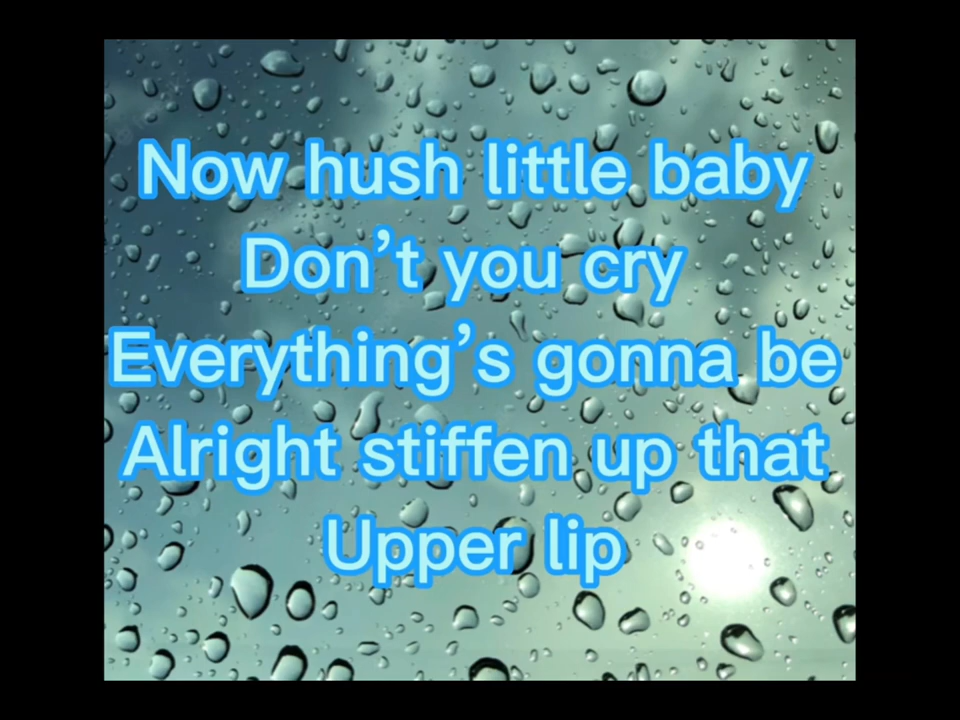 Now hush little baby
Don’t you cry
Everything’s gonna be
Alright stiffen up that
Upper lip